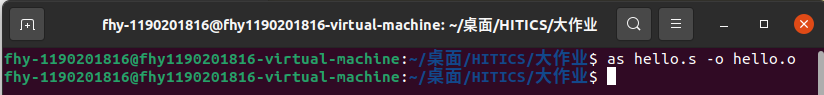 fhy-1190201816@fhy1190201816-virtual-machine: ~/桌面/HITICS/大作业
fhy-1190201816@fhy1190201816-virtual-machine:~/桌面/HITICS/大作业$ as hello.s -o hello.o
fhy-1190201816@fhy1190201816-virtual-machine:~/桌面/HITICS/大作业$